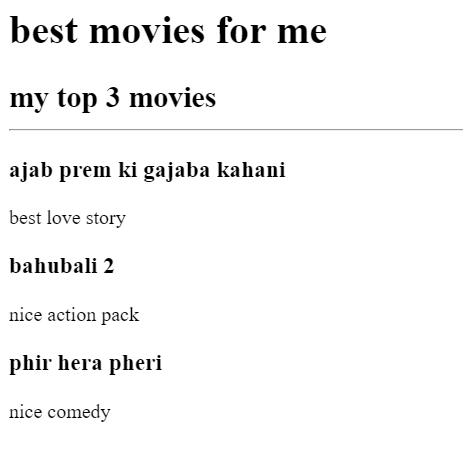 best movies for me
my top 3 movies
ajab prem ki gajaba kahani
best love story
bahubali 2
nice action pack
phir hera pheri
nice comedy